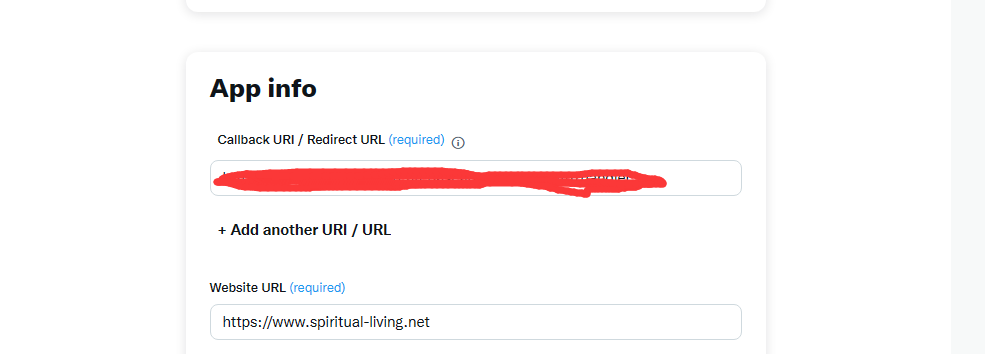 App info
Callback URI / Redirect URL (required)
+ Add another URI / URL
Website URL (required)
https://www.spiritual-living.net